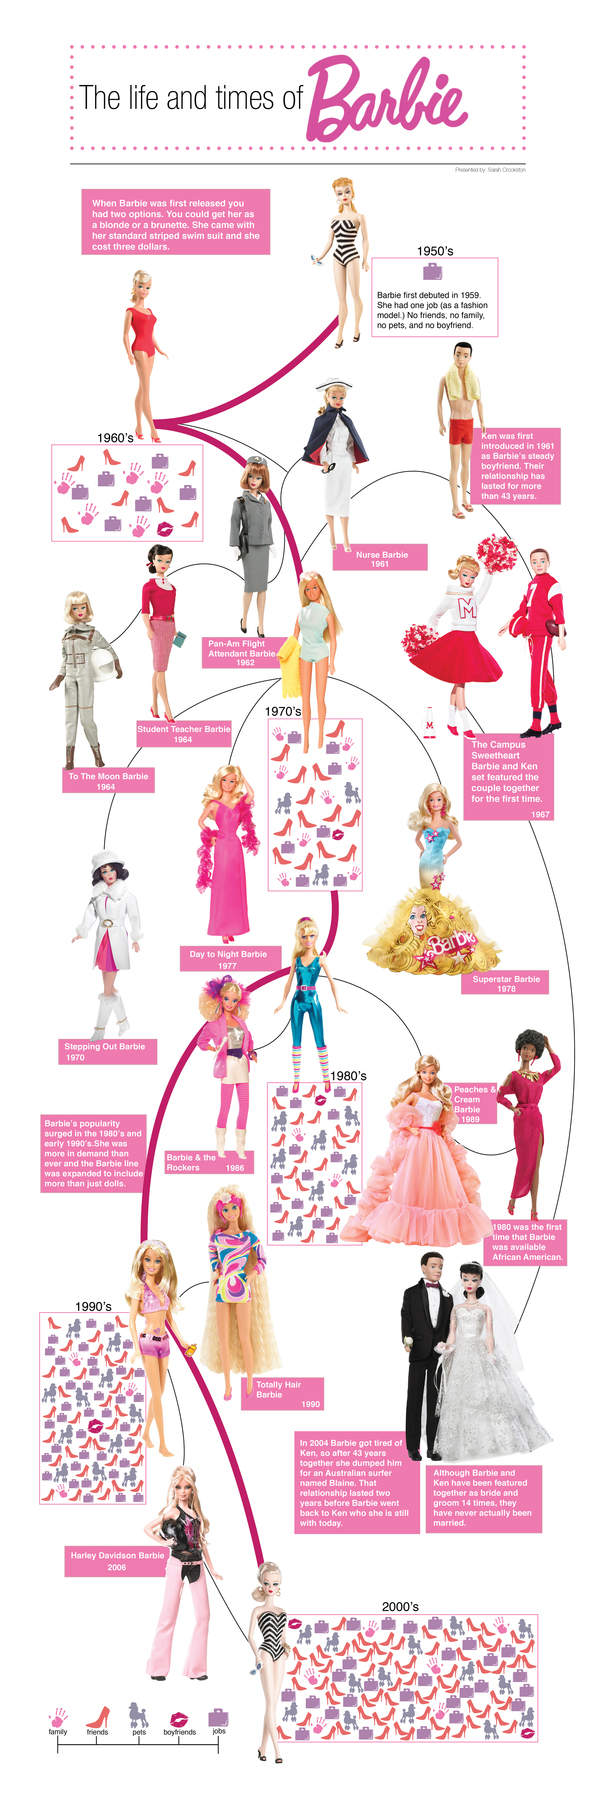 The life and times of Barbie
Presented by: Sarah Crookston
When Barbie was first released you
had two options. You could get her as
a blonde or a brunette. She came with
her standard striped swim suit and she
cost three dollars.
1950's
Barbie first debuted in 1959.
She had one job (as a fashion
model.) No friends, no family,
no pets, and no boyfriend.
1960's
Ken was first
introduced in 1961
as Barbie's steady
boyfriend. Their
relationship has
lasted for more
than 43 years.
Nurse Barbie
1961
Pan-Am Flight
Attendant Barbie
1962
Student Teacher Barbie
1964
To The Moon Barbie
1964
M
M
The Campus
Sweetheart
Barbie and Ken
set featured the
couple together
for the first time.
1967
1970's
Day to Night Barbie
1977
Barbie
Superstar Barbie
1978
Stepping Out Barbie
1970
1980's
Peaches &
Cream
Barbie
1989
Barbie's popularity
surged in the 1980's and
early 1990's.She was
more in demand than
ever and the Barbie line
was expanded to include
more than just dolls.
Barbie & the
Rockers 1986
1980 was the first
time that Barbie
was available
African American.
1990's
Totally Hair
Barbie
1990
In 2004 Barbie got tired of
Ken, so after 43 years
together she dumped him
for an Australian surfer
named Blaine. That
relationship lasted two
years before Barbie went
back to Ken who she is still
with today.
Although Barbie and
Ken have been featured
together as bride and
groom 14 times, they
have never actually been
married.
Harley Davidson Barbie
2006
2000's
family friends pets boyfriends jobs